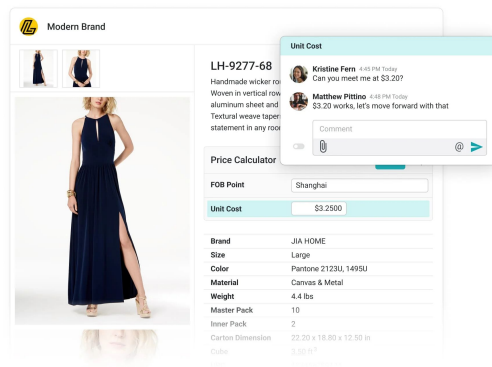 Modern Brand
LH-9277-68
Handmade wicker
Woven in vertical row
aluminum sheet and
Textural weave taper
statement in any roo
Unit Cost
Kristine Fern 4:45 PM Today
Can you meet me at $3.20?
Matthew Pittino 4:48 PM Today
$3.20 works, let's move forward with that
Comment
@
Price Calculator
FOB Point Shanghai
Unit Cost $3.2500
Brand JIA HOME
Size Large
Color Pantone 2123U, 1495U
Material Canvas & Metal
Weight 4.4 lbs
Master Pack 10
Inner Pack 2
Carton Dimension 22.20 x 18.80 x 12.50 in
Cube 5.50 ft